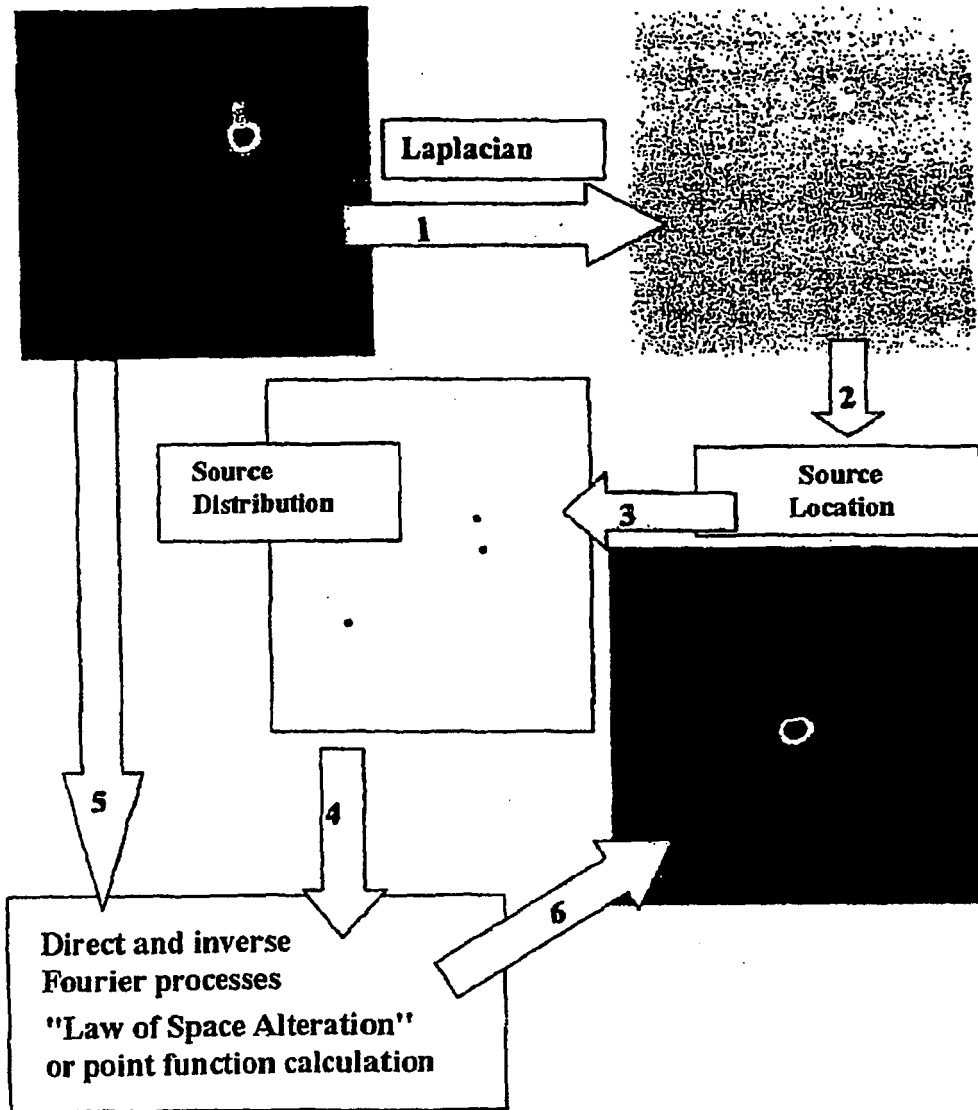 Laplacian
1
2
Source
Location
3
Source
Distribution
4
5
6
Direct and inverse
Fourier processes
"Law of Space Alteration"
or point function calculation